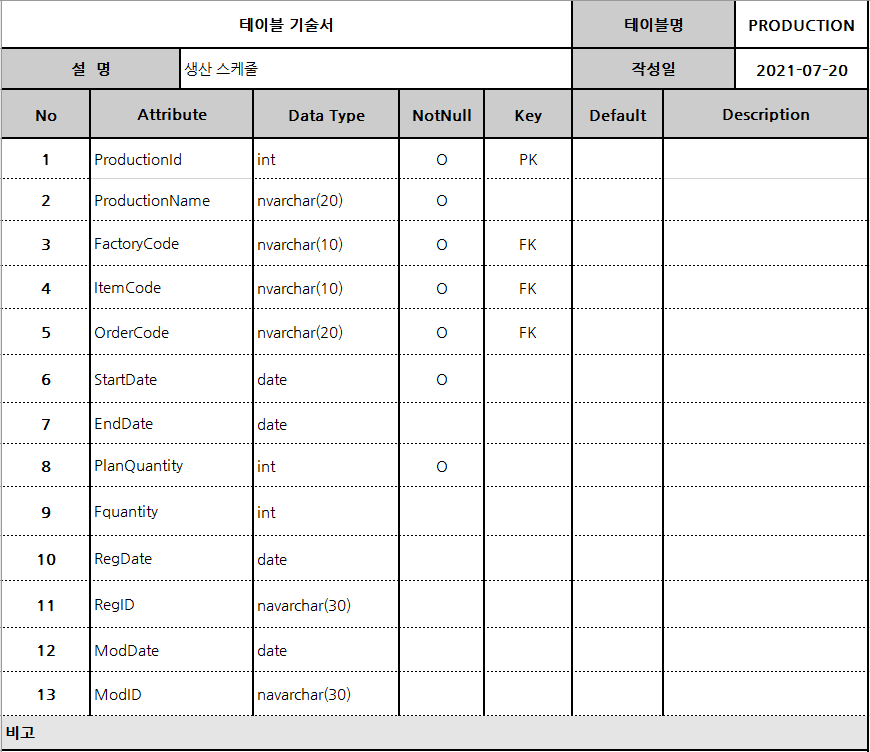 테이블 기술서 테이블명 PRODUCTION
설 명 생산 스케줄 작성일 2021-07-20
No Attribute Data Type NotNull Key Default Description
1 ProductionId int O PK
2 ProductionName nvarchar(20) O
3 FactoryCode nvarchar(10) O FK
4 ItemCode nvarchar(10) O FK
5 OrderCode nvarchar(20) O FK
6 StartDate date O
7 EndDate date
8 PlanQuantity int O
9 Fquantity int
10 RegDate date
11 RegID navarchar(30)
12 ModDate date
13 ModID navarchar(30)
비고